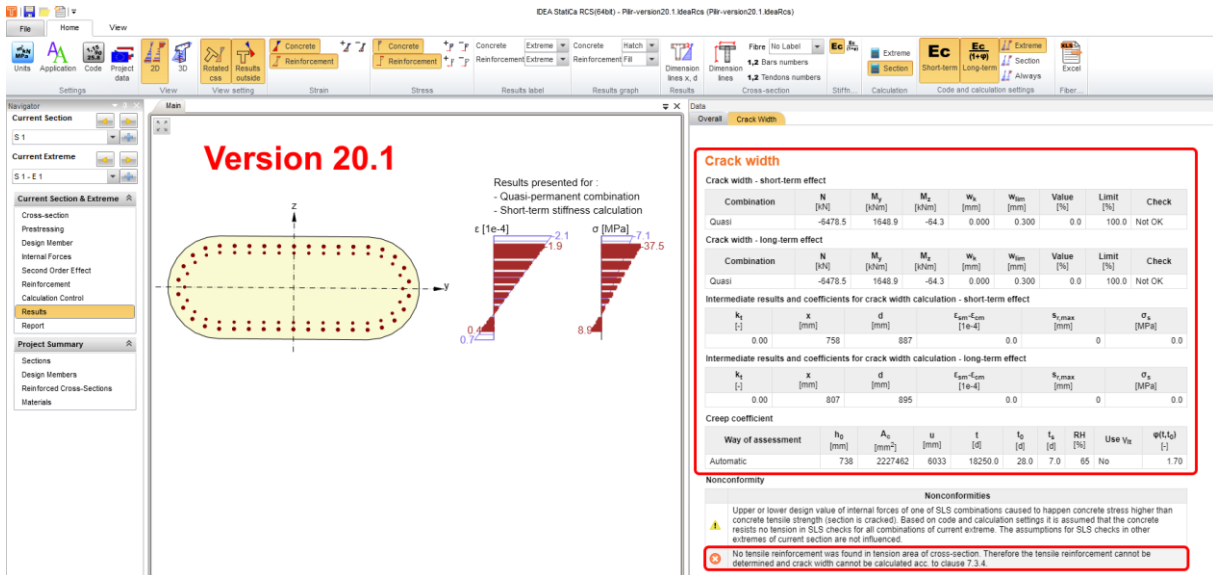 IDEA StatiCa RCS(64bit) - Pilir-version20.1.IdeaRcs (Pilir-version20.1.IdeaRcs)
File Home View
Units Application Code Project data
2D 3D
Rotated css Results outside
Concrete Reinforcement
Concrete Reinforcement
Concrete Extreme Concrete Hatch
Reinforcement Extreme Reinforcement Fill
Dimension lines x, d
Dimension lines
Fibre No Label
1,2 Bars numbers
1,2 Tendons numbers
Ec
Extreme
Section
Ec Short-term
Ec (1+φ) Long-term
Extreme
Section
Always
Excel
Settings View View setting Strain Stress Results label Results graph Results Cross-section Stiffn... Calculation Code and calculation settings Fiber...
Navigator
Current Section
S 1
Current Extreme
S 1 - E 1
Current Section & Extreme
Cross-section
Prestressing
Design Member
Internal Forces
Second Order Effect
Reinforcement
Calculation Control
Results
Report
Project Summary
Sections
Design Members
Reinforced Cross-Sections
Materials
Main
Version 20.1
Results presented for :
- Quasi-permanent combination
- Short-term stiffness calculation
z
y
ε [1e-4]
-2.1
-1.9
0.4
0.7
σ [MPa]
-7.1
-37.5
8.9
Data
Overall Crack Width
Crack width
Crack width - short-term effect
Combination N [kN] My [kNm] Mz [kNm] wk [mm] wlim [mm] Value [%] Limit [%] Check
Quasi -6478.5 1648.9 -64.3 0.000 0.300 0.0 100.0 Not OK
Crack width - long-term effect
Combination N [kN] My [kNm] Mz [kNm] wk [mm] wlim [mm] Value [%] Limit [%] Check
Quasi -6478.5 1648.9 -64.3 0.000 0.300 0.0 100.0 Not OK
Intermediate results and coefficients for crack width calculation - short-term effect
kt [-] x [mm] d [mm] εsm-εcm [1e-4] sr,max [mm] σs [MPa]
0.00 758 887 0.0 0 0.0
Intermediate results and coefficients for crack width calculation - long-term effect
kt [-] x [mm] d [mm] εsm-εcm [1e-4] sr,max [mm] σs [MPa]
0.00 807 895 0.0 0 0.0
Creep coefficient
Way of assessment h0 [mm] Ac [mm²] u [mm] t [d] t0 [d] ts [d] RH [%] Use γlt φ(t,t0) [-]
Automatic 738 2227462 6033 18250.0 28.0 7.0 65 No 1.70
Nonconformity
Nonconformities
Upper or lower design value of internal forces of one of SLS combinations caused to happen concrete stress higher than
concrete tensile strength (section is cracked). Based on code and calculation settings it is assumed that the concrete
resists no tension in SLS checks for all combinations of current extreme. The assumptions for SLS checks in other
extremes of current section are not influenced.
No tensile reinforcement was found in tension area of cross-section. Therefore the tensile reinforcement cannot be
determined and crack width cannot be calculated acc. to clause 7.3.4.